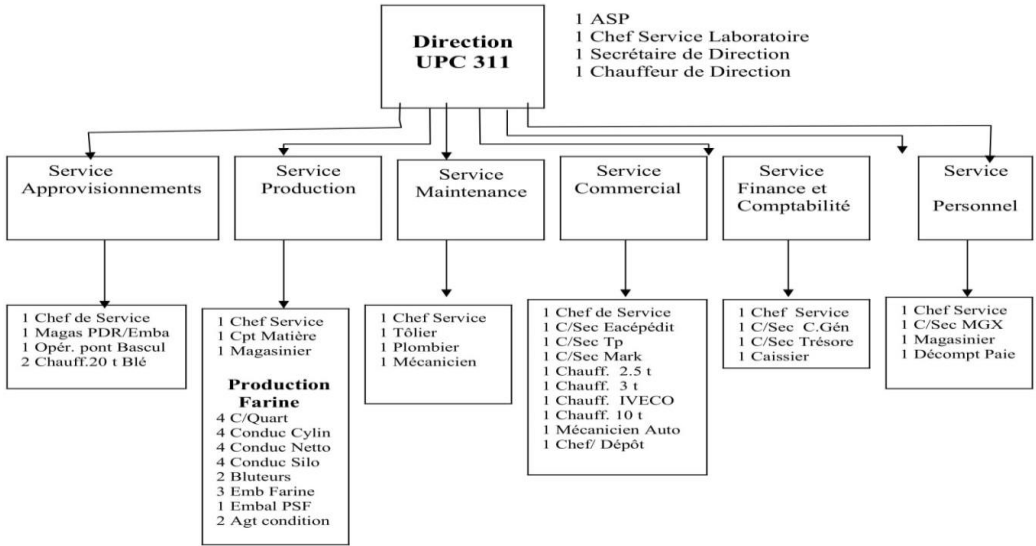 Direction
UPC 311
1 ASP
1 Chef Service Laboratoire
1 Secrétaire de Direction
1 Chauffeur de Direction
Service
Approvisionnements
Service
Production
Service
Maintenance
Service
Commercial
Service
Finance et
Comptabilité
Service
Personnel
1 Chef de Service
1 Magas PDR/Emba
1 Opér. pont Bascul
2 Chauff.20 t Blé
1 Chef Service
1 Cpt Matière
1 Magasinier
Production
Farine
4 C/Quart
4 Conduc Cylin
4 Conduc Netto
4 Conduc Silo
2 Bluteurs
3 Emb Farine
1 Embal PSF
2 Agt condition
1 Chef Service
1 Tôlier
1 Plombier
1 Mécanicien
1 Chef de Service
1 C/Sec Eacépédit
1 C/Sec Tp
1 C/Sec Mark
1 Chauff. 2.5 t
1 Chauff. 3 t
1 Chauff. IVECO
1 Chauff. 10 t
1 Mécanicien Auto
1 Chef/ Dépôt
1 Chef Service
1 C/Sec C.Gén
1 C/Sec Trésore
1 Caissier
1 Chef Service
1 C/Sec MGX
1 Magasinier
1 Décompt Paie